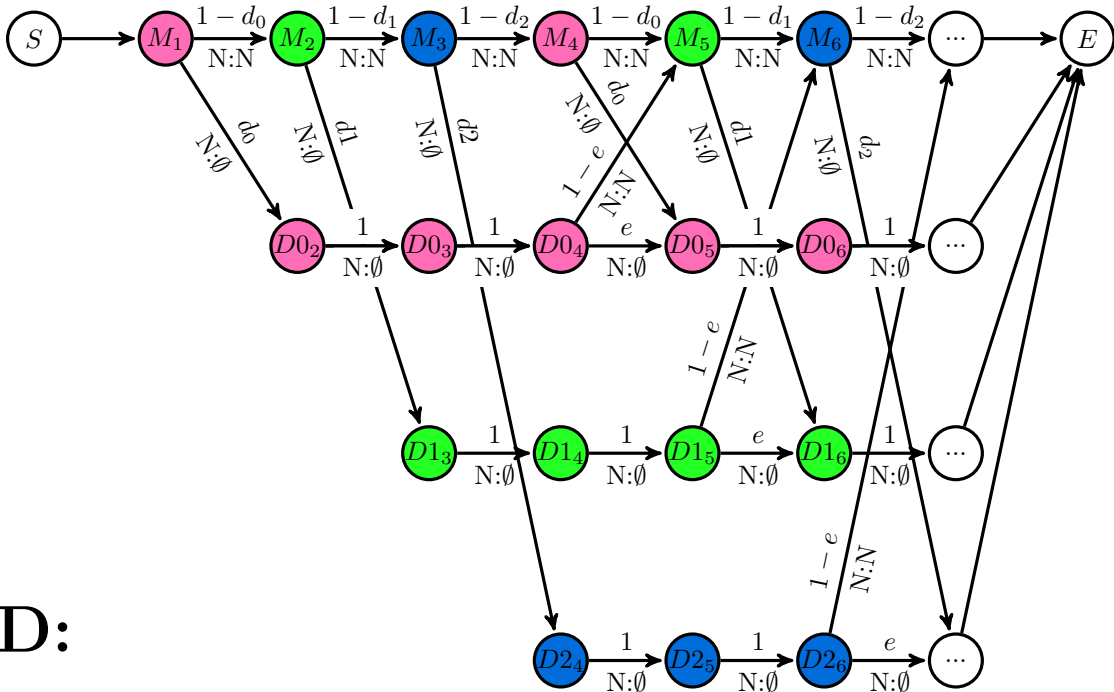 1 − d₀ 1 − d₁ 1 − d₂ 1 − d₀ 1 − d₁ 1 − d₂
S M₁ M₂ M₃ M₄ M₅ M₆ ... E
N:N N:N N:N N:N N:N N:N
d₀ d1 d2 d₀ d1 d₂
N:∅ N:∅ N:∅ N:∅ N:∅ N:∅
1 − e
N:N
1 1 e 1 1
D0₂ D0₃ D0₄ D0₅ D0₆ ...
N:∅ N:∅ N:∅ N:∅ N:∅
1 − e
N:N
1 1 e 1
D1₃ D1₄ D1₅ D1₆ ...
N:∅ N:∅ N:∅ N:∅
1 − e
N:N
D:
1 1 e
D2₄ D2₅ D2₆ ...
N:∅ N:∅ N:∅